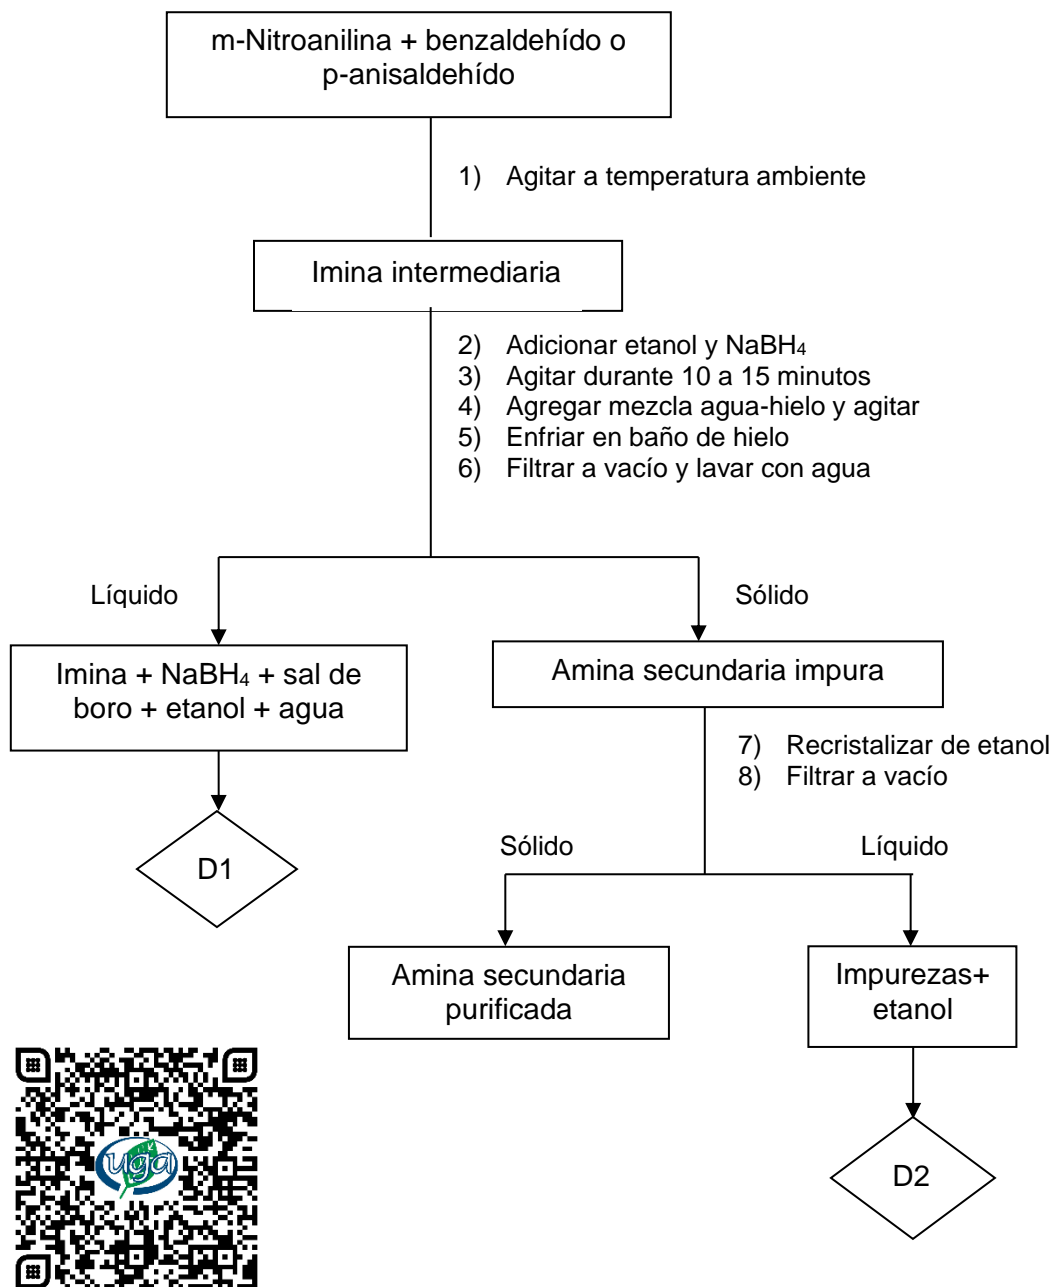 m-Nitroanilina + benzaldehído o
p-anisaldehído
1) Agitar a temperatura ambiente
Imina intermediaria
2) Adicionar etanol y NaBH₄
3) Agitar durante 10 a 15 minutos
4) Agregar mezcla agua-hielo y agitar
5) Enfriar en baño de hielo
6) Filtrar a vacío y lavar con agua
Líquido
Sólido
Imina + NaBH₄ + sal de
boro + etanol + agua
Amina secundaria impura
7) Recristalizar de etanol
8) Filtrar a vacío
D1
Sólido
Líquido
Amina secundaria
purificada
Impurezas+
etanol
D2
uga